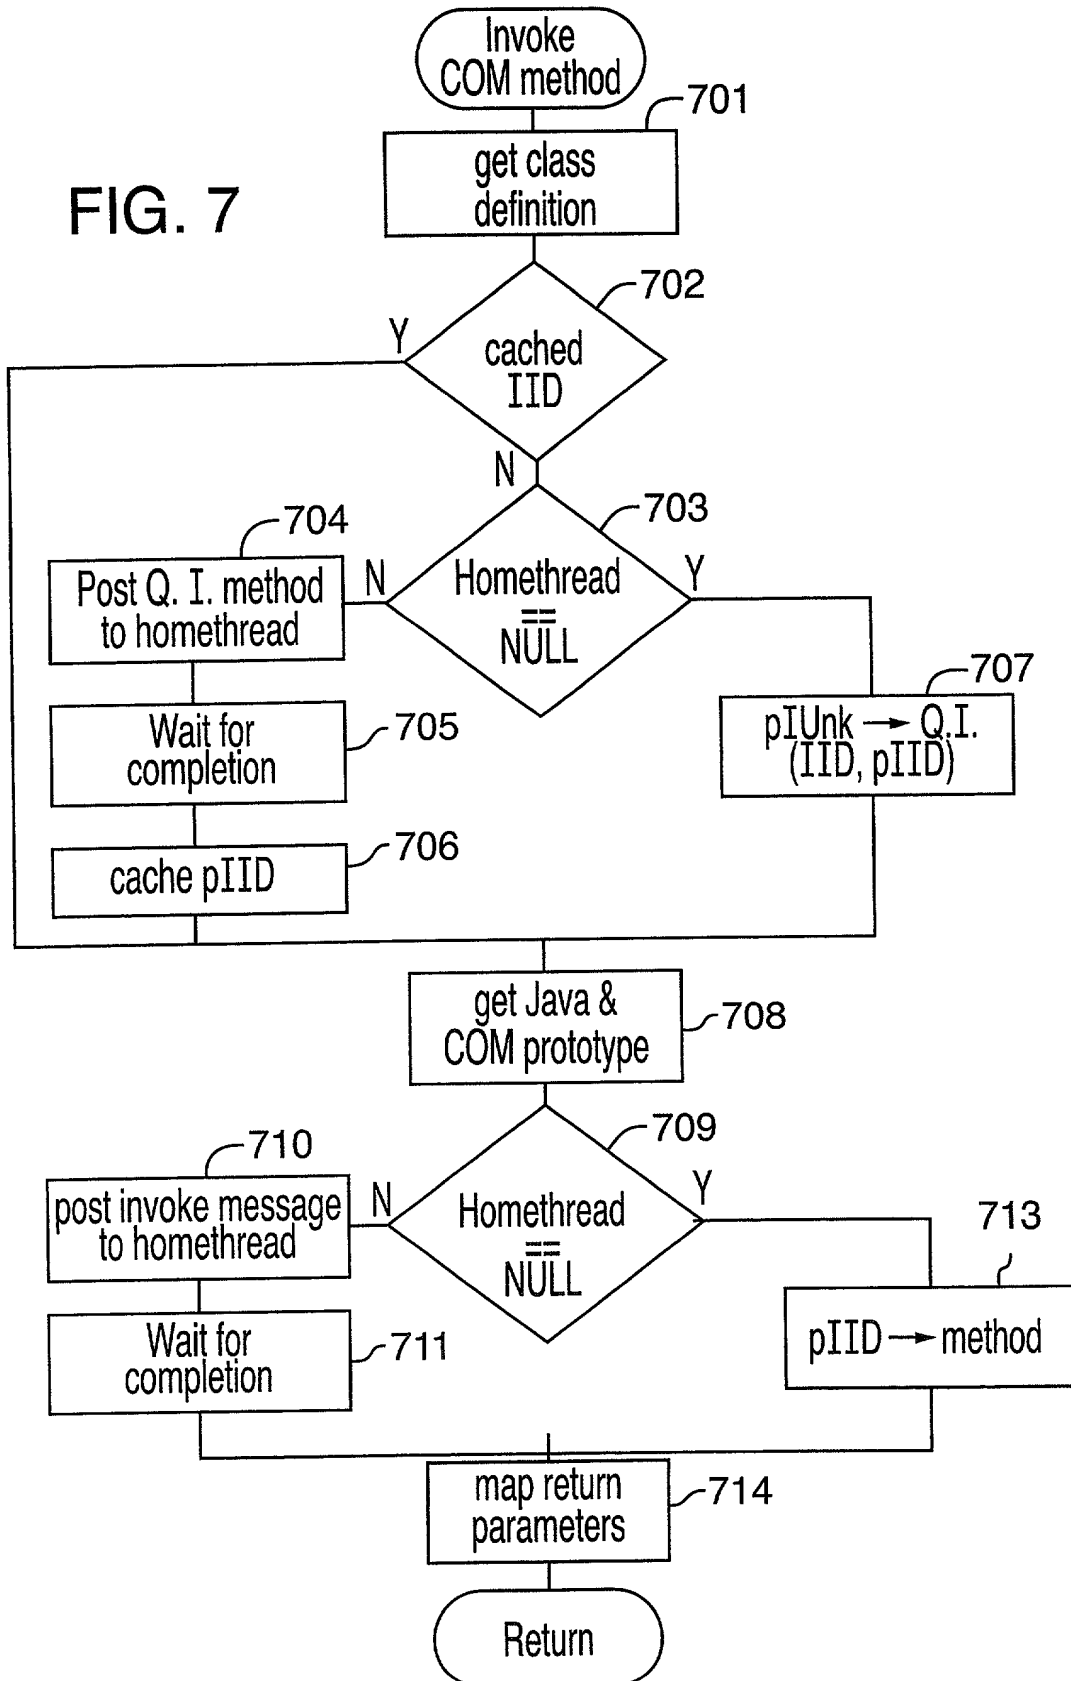 Invoke
COM method
701
get class
definition
FIG. 7
702
Y
cached
IID
N
703
704
Post Q. I. method
to homethread
N
Homethread
==
NULL
Y
707
pIUnk → Q.I.
(IID, pIID)
Wait for
completion
705
cache pIID
706
get Java &
COM prototype
708
709
710
post invoke message
to homethread
N
Homethread
==
NULL
Y
713
pIID → method
Wait for
completion
711
map return
parameters
714
Return